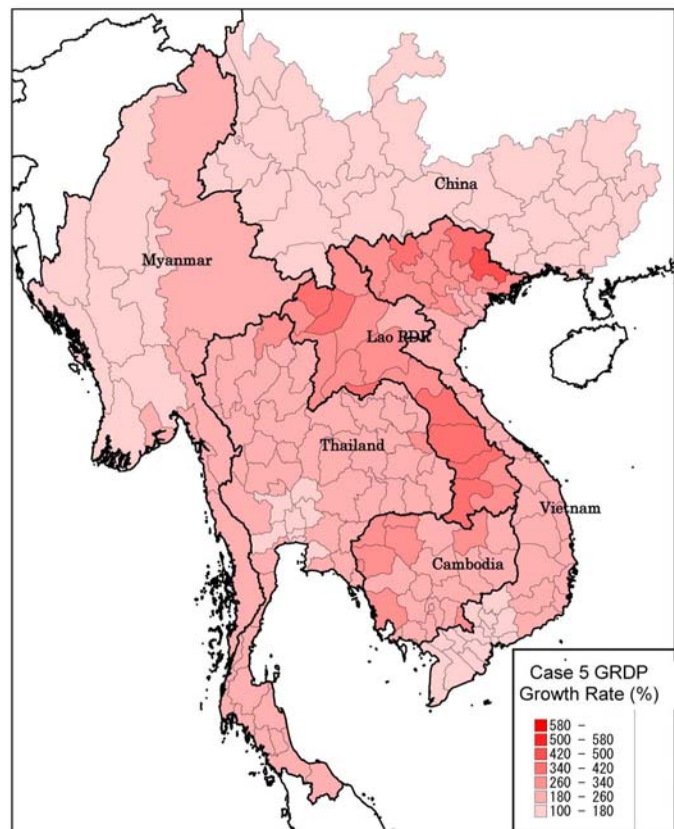 China
Myanmar
Lao PDR
Thailand
Vietnam
Cambodia
Case 5 GRDP
Growth Rate (%)
580 -
500 - 580
420 - 500
340 - 420
260 - 340
180 - 260
100 - 180